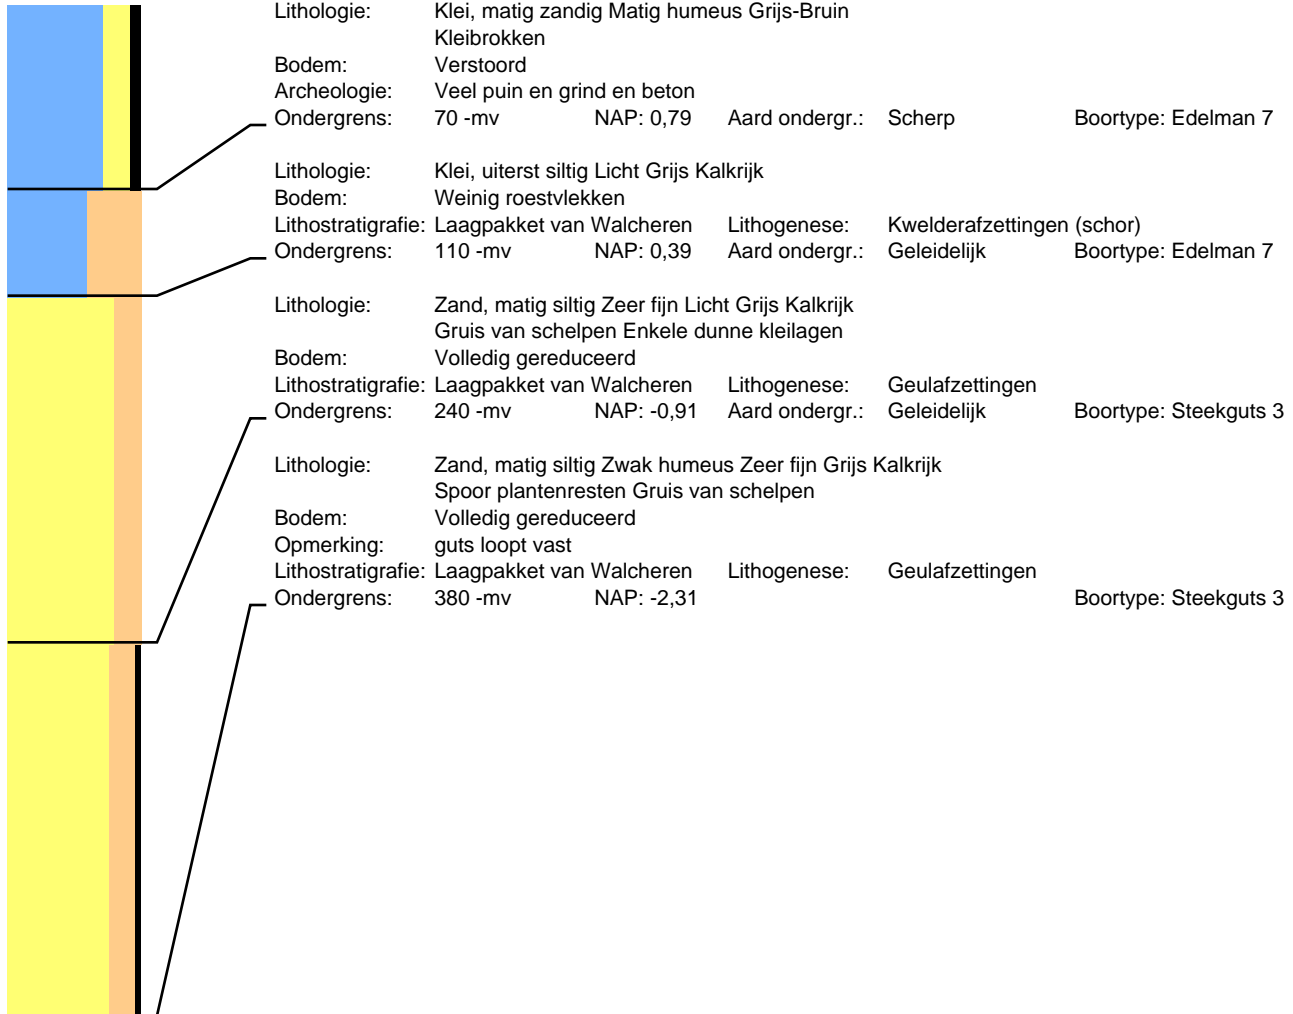 Lithologie: Klei, matig zandig Matig humeus Grijs-Bruin
Kleibrokken
Bodem: Verstoord
Archeologie: Veel puin en grind en beton
Ondergrens: 70 -mv NAP: 0,79 Aard ondergr.: Scherp Boortype: Edelman 7
Lithologie: Klei, uiterst siltig Licht Grijs Kalkrijk
Bodem: Weinig roestvlekken
Lithostratigrafie: Laagpakket van Walcheren Lithogenese: Kwelderafzettingen (schor)
Ondergrens: 110 -mv NAP: 0,39 Aard ondergr.: Geleidelijk Boortype: Edelman 7
Lithologie: Zand, matig siltig Zeer fijn Licht Grijs Kalkrijk
Gruis van schelpen Enkele dunne kleilagen
Bodem: Volledig gereduceerd
Lithostratigrafie: Laagpakket van Walcheren Lithogenese: Geulafzettingen
Ondergrens: 240 -mv NAP: -0,91 Aard ondergr.: Geleidelijk Boortype: Steekguts 3
Lithologie: Zand, matig siltig Zwak humeus Zeer fijn Grijs Kalkrijk
Spoor plantenresten Gruis van schelpen
Bodem: Volledig gereduceerd
Opmerking: guts loopt vast
Lithostratigrafie: Laagpakket van Walcheren Lithogenese: Geulafzettingen
Ondergrens: 380 -mv NAP: -2,31 Boortype: Steekguts 3